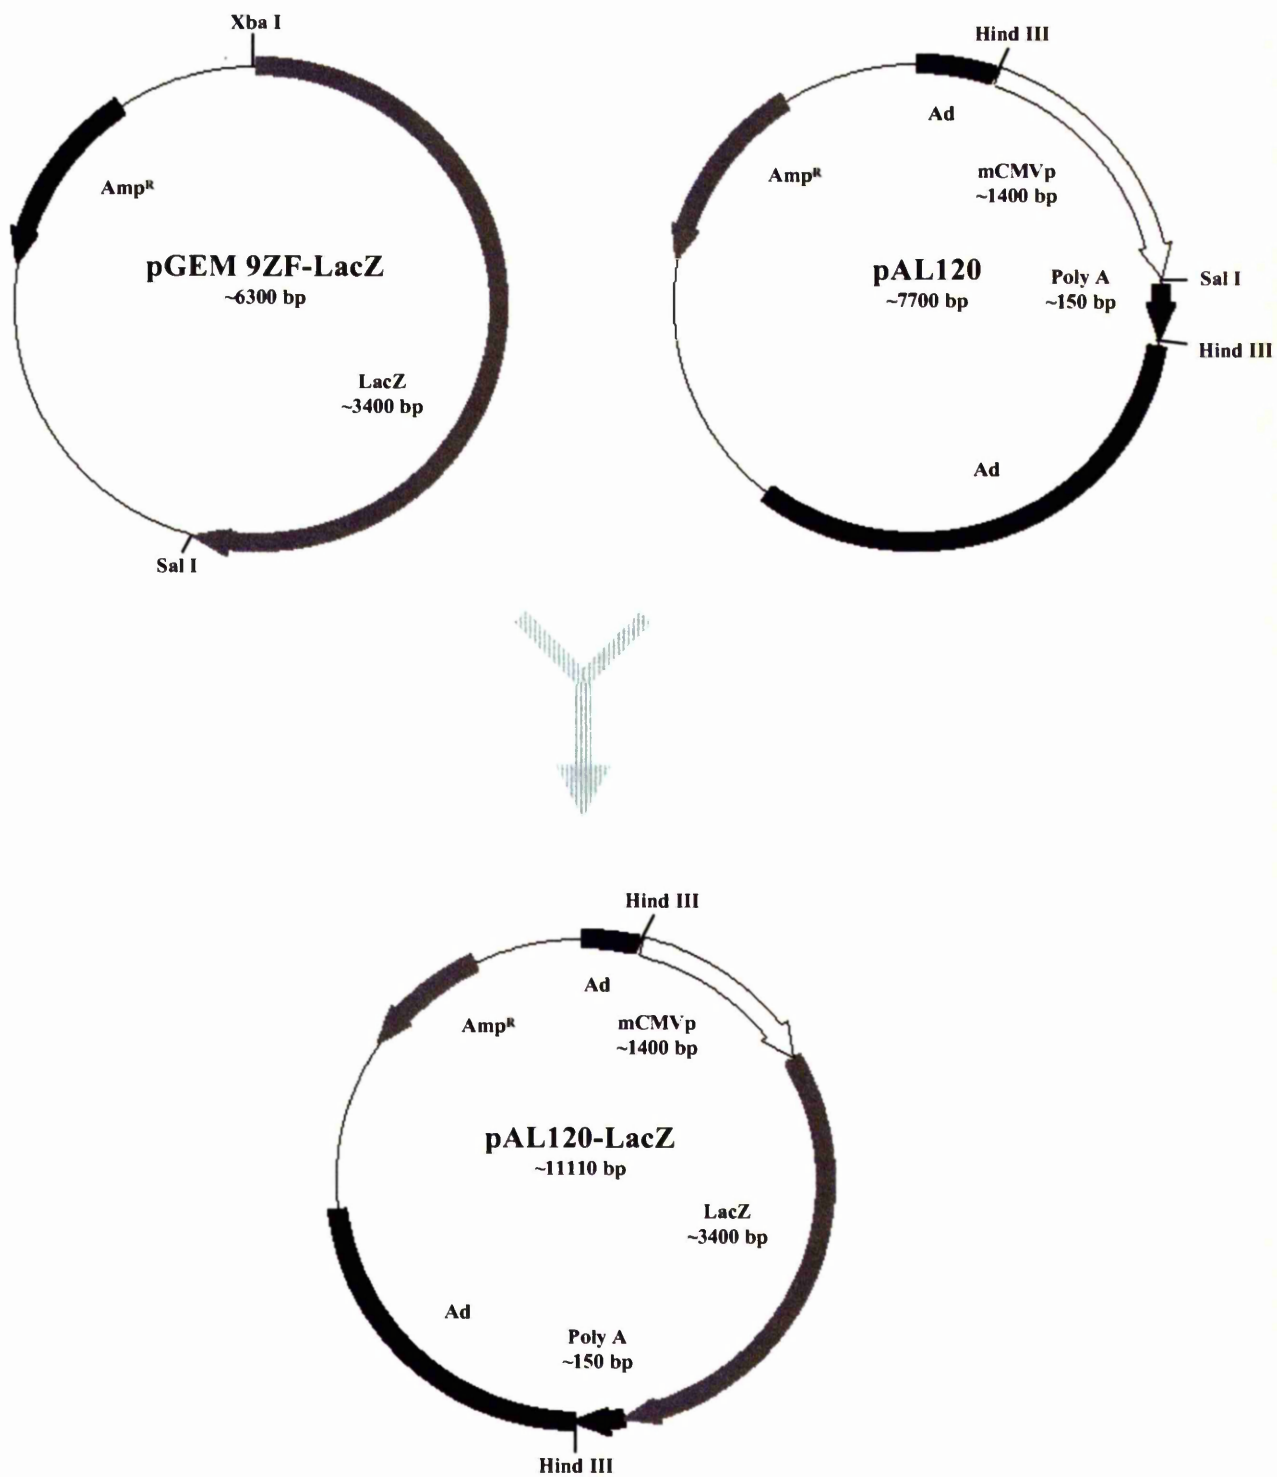 Xba I
Amp^R
pGEM 9ZF-LacZ
~6300 bp
LacZ
~3400 bp
Sal I
Hind III
Ad
Amp^R
mCMVp
~1400 bp
pAL120
~7700 bp
Poly A
~150 bp
Sal I
Hind III
Ad
Hind III
Ad
Amp^R
mCMVp
~1400 bp
pAL120-LacZ
~11110 bp
LacZ
~3400 bp
Ad
Poly A
~150 bp
Hind III